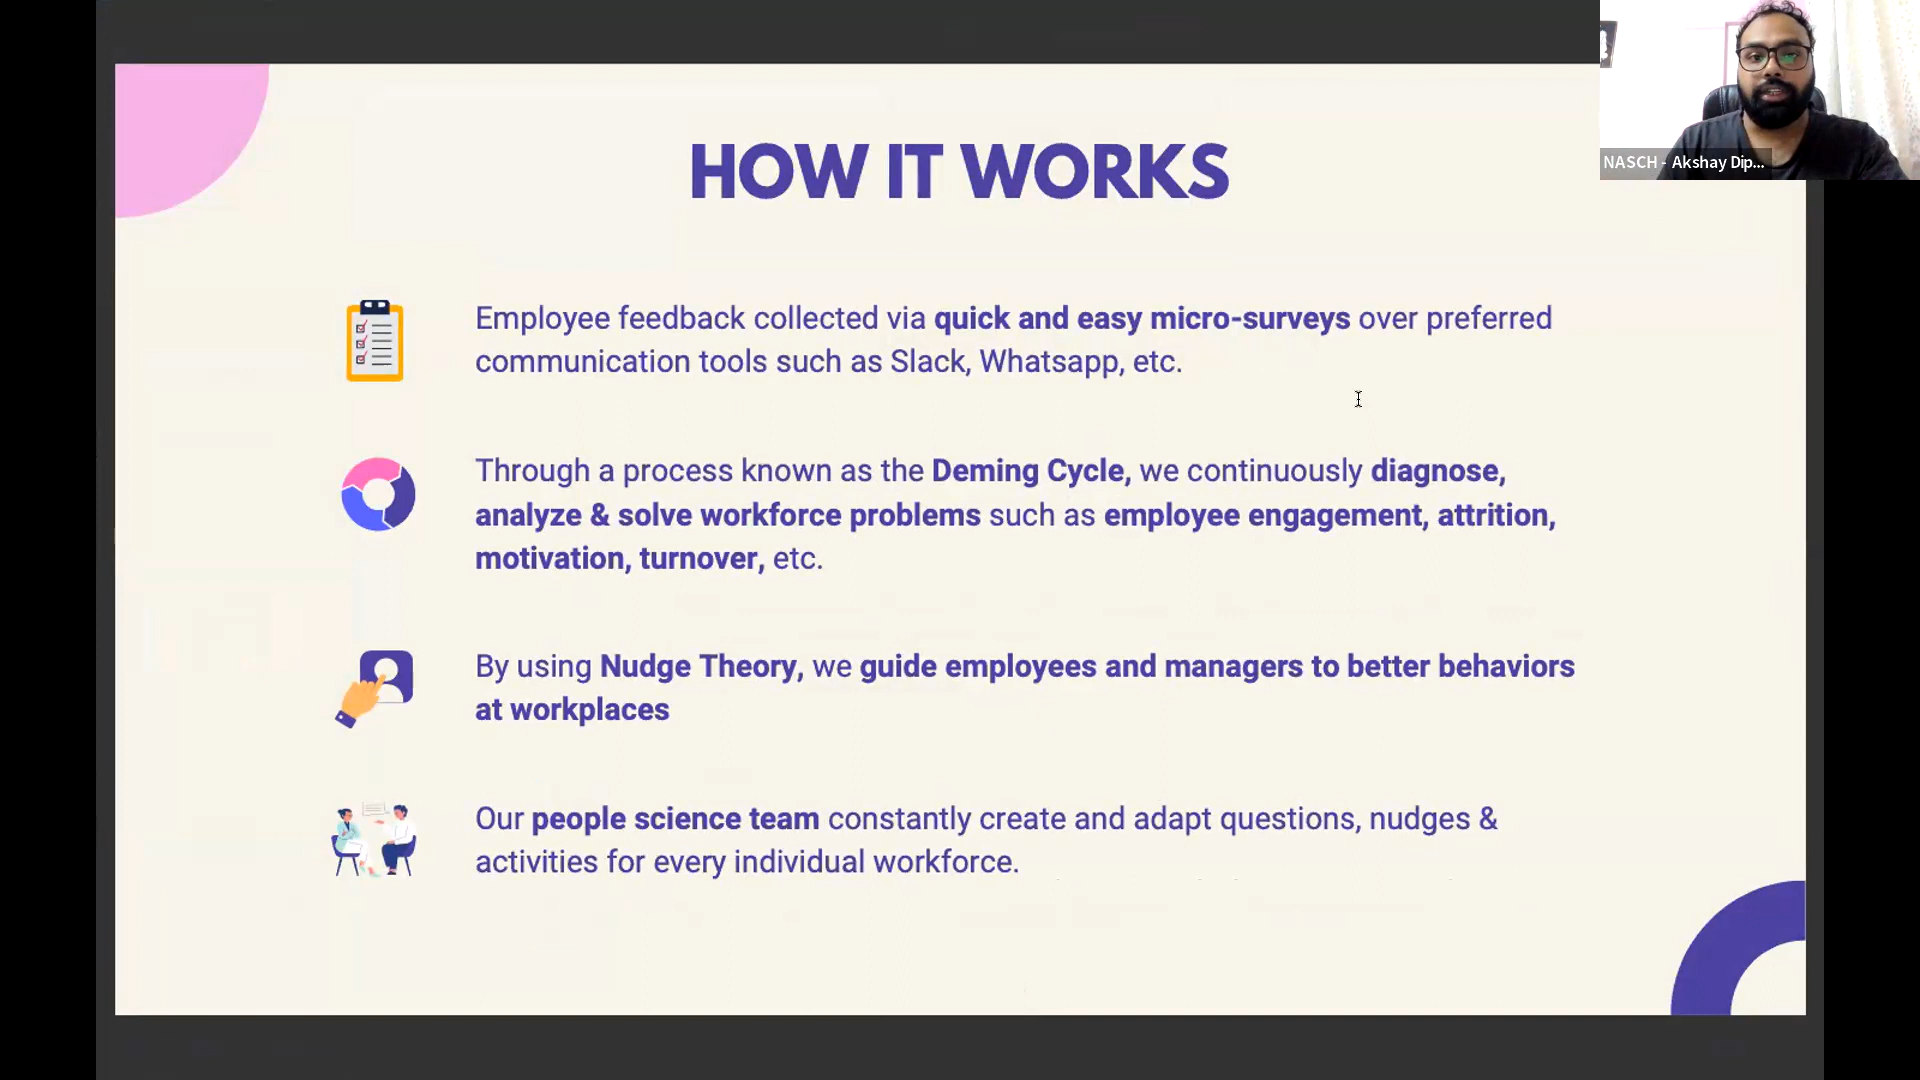 HOW IT WORKS
NASCH - Akshay Dip...
Employee feedback collected via quick and easy micro-surveys over preferred
communication tools such as Slack, Whatsapp, etc.
Through a process known as the Deming Cycle, we continuously diagnose,
analyze & solve workforce problems such as employee engagement, attrition,
motivation, turnover, etc.
By using Nudge Theory, we guide employees and managers to better behaviors
at workplaces
Our people science team constantly create and adapt questions, nudges &
activities for every individual workforce.